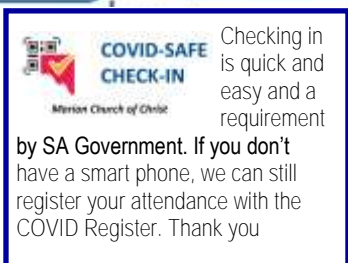 COVID-SAFE
CHECK-IN
Marion Church of Christ
Checking in
is quick and
easy and a
requirement
by SA Government. If you don't
have a smart phone, we can still
register your attendance with the
COVID Register. Thank you